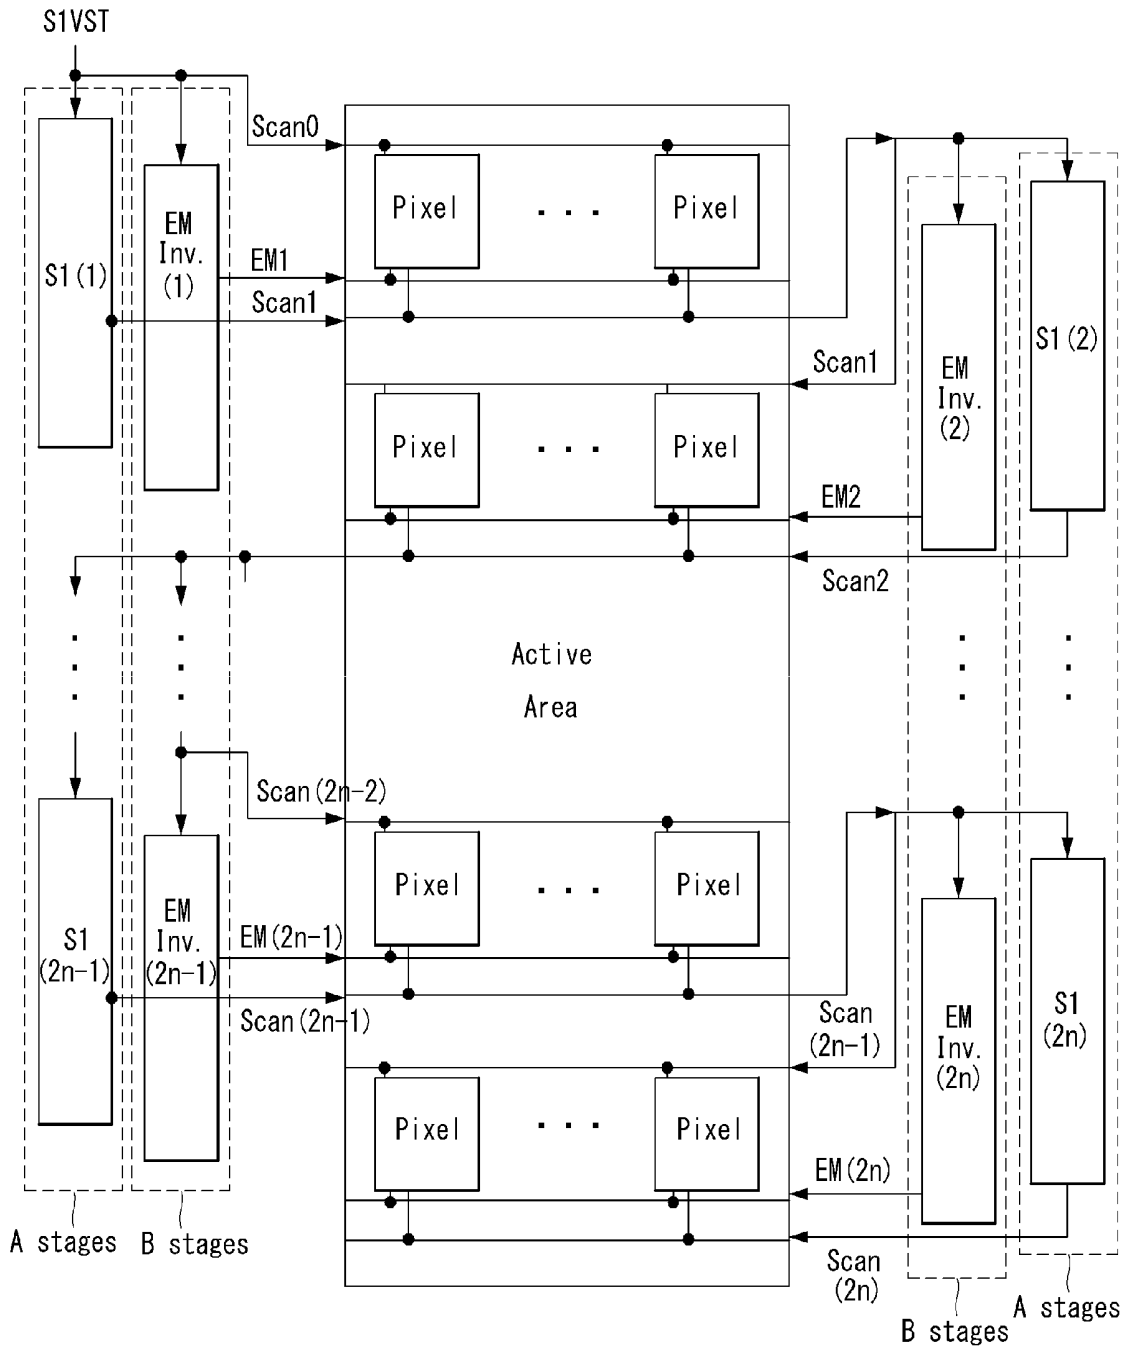 S1VST
Scan0
Pixel
. . .
Pixel
EM
Inv.
(1)
S1(1)
EM1
Scan1
S1(2)
Scan1
EM
Inv.
(2)
Pixel
. . .
Pixel
EM2
Scan2
Active
Area
Scan(2n-2)
Pixel
. . .
Pixel
EM
Inv.
(2n-1)
S1
(2n-1)
EM(2n-1)
Scan(2n-1)
Scan
(2n-1)
EM
Inv.
(2n)
S1
(2n)
Pixel
. . .
Pixel
EM(2n)
Scan
(2n)
A stages
B stages
B stages
A stages